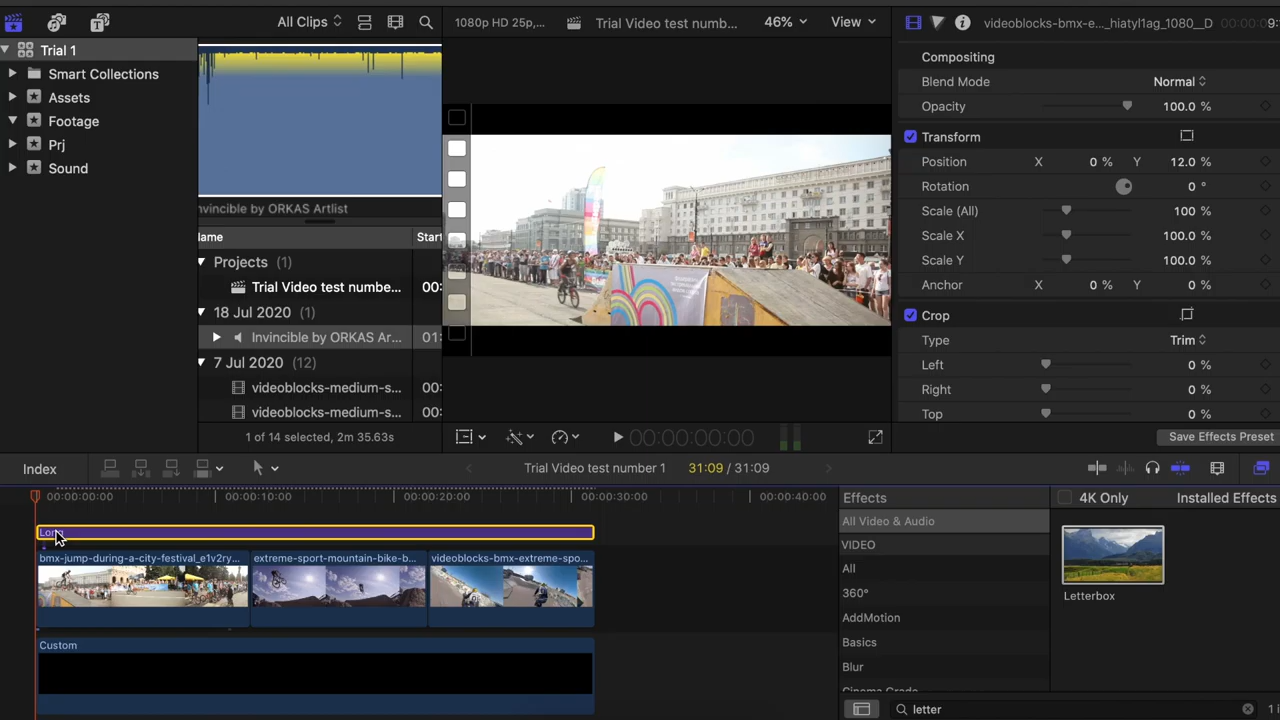 All Clips
1080p HD 25p,...
Trial Video test numb...
46%
View
videoblocks-bmx-e..._hiatyl1ag_1080__D
Trial 1
Smart Collections
Assets
Footage
Prj
Sound
nvincible by ORKAS Artlist
Start
Projects (1)
Trial Video test numbe...
00:
18 Jul 2020 (1)
Invincible by ORKAS Ar...
01:
7 Jul 2020 (12)
videoblocks-medium-s...
00:
videoblocks-medium-s...
00:
1 of 14 selected, 2m 35.63s
00:00:00:00
Compositing
Blend Mode
Normal
Opacity
100.0 %
Transform
Position
X
0 %
Y
12.0 %
Rotation
0 °
Scale (All)
100 %
Scale X
100.0 %
Scale Y
100.0 %
Anchor
X
0 %
Y
0 %
Crop
Type
Trim
Left
0 %
Right
0 %
Top
0 %
Save Effects Preset
Index
Trial Video test number 1
31:09 / 31:09
00:00:00:00
00:00:10:00
00:00:20:00
00:00:30:00
00:00:40:00
bmx-jump-during-a-city-festival_e1v2ry...
extreme-sport-mountain-bike-b...
videoblocks-bmx-extreme-spo...
Custom
Effects
4K Only
Installed Effects
All Video & Audio
VIDEO
All
360°
AddMotion
Basics
Blur
Cinema Grade
Letterbox
letter